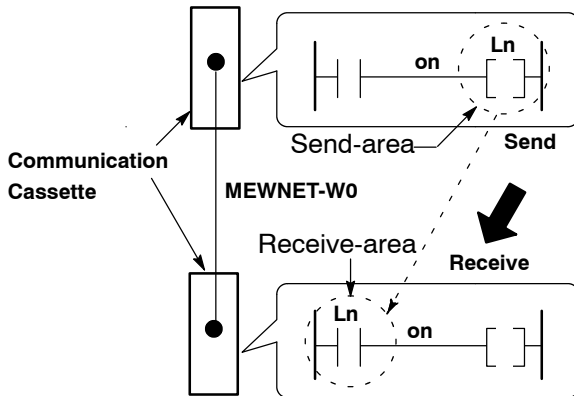 Ln
on
Send-area
Send
Communication
Cassette
MEWNET-W0
Receive-area
Receive
Ln
on